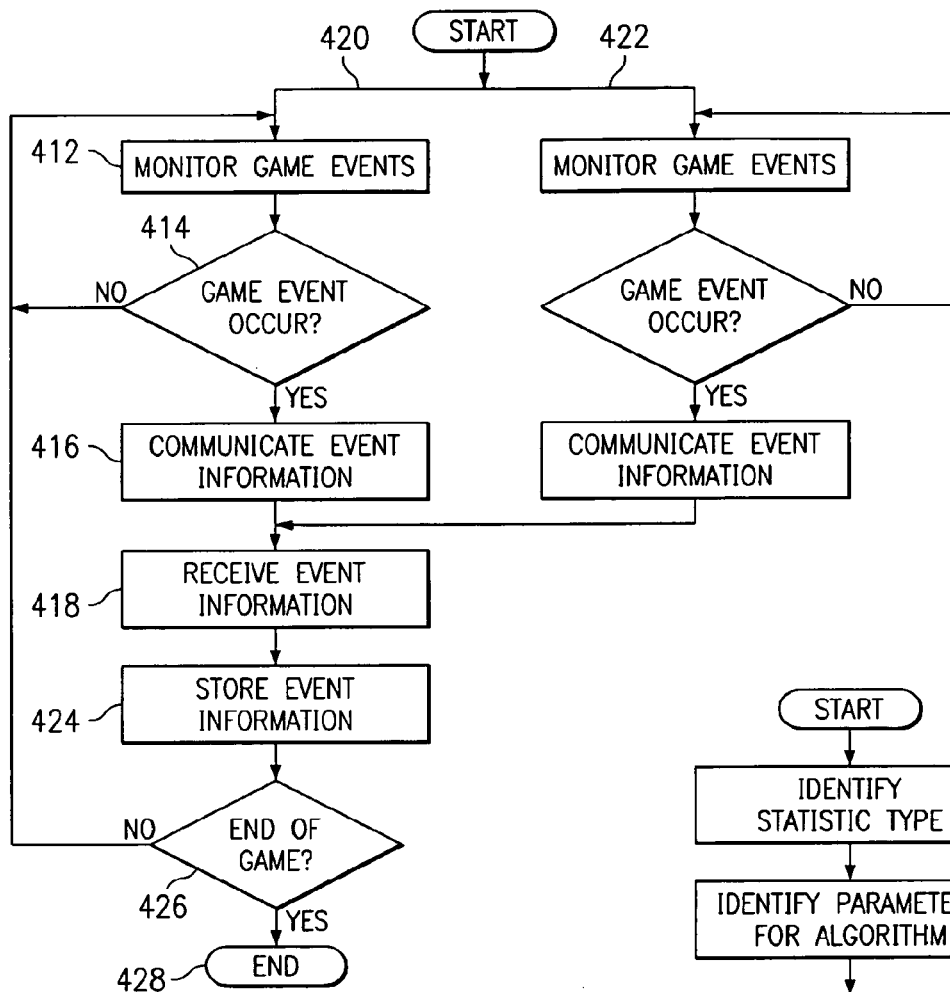 START
420
422
412
MONITOR GAME EVENTS
MONITOR GAME EVENTS
414
NO
GAME EVENT
OCCUR?
YES
GAME EVENT
OCCUR?
NO
YES
416
COMMUNICATE EVENT
INFORMATION
COMMUNICATE EVENT
INFORMATION
418
RECEIVE EVENT
INFORMATION
424
STORE EVENT
INFORMATION
NO
END OF
GAME?
426
YES
428
END
START
IDENTIFY
STATISTIC TYPE
IDENTIFY PARAMETE
FOR ALGORITHM